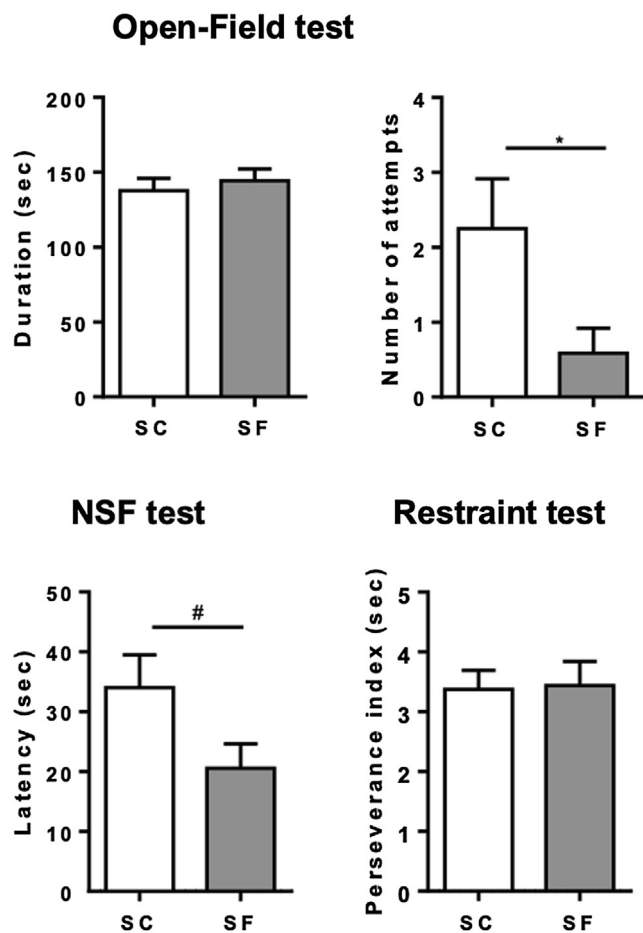 Open-Field test
Duration (sec)
200
150
100
50
0
SC SF
Number of attempts
4
3
2
1
0
*
SC SF
NSF test
Latency (sec)
50
40
30
20
10
0
#
SC SF
Restraint test
Perseverance index (sec)
5
4
3
2
1
0
SC SF